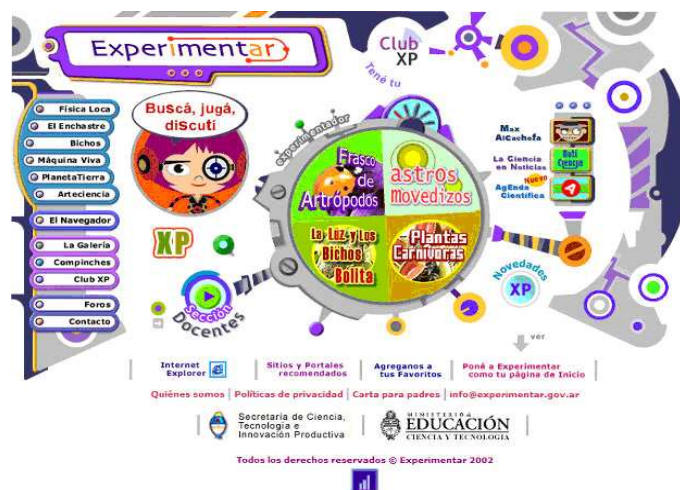 Experimentar
Club
XP
Tené tu
Buscá, jugá,
discutí
experimentador
Física Loca
El Enchastre
Bichos
Máquina Viva
PlanetaTierra
Arteciencia
El Navegador
La Galería
Compinches
Club XP
Foros
Contacto
XP
Sección
Docentes
Frasco
de
Artrópodos
astros
movedizos
La Luz y Los
Bichos
Bolita
Plantas
Carnívoras
Max
AlCachofa
La Ciencia
en Noticias
Noti
Ciencia
Nuevo
AgEnda
Científica
A
Novedades
XP
ver
Internet
Explorer
Sitios y Portales
recomendados
Agreganos a
tus Favoritos
Poné a Experimentar
como tu página de Inicio
Quiénes somos | Políticas de privacidad | Carta para padres | info@experimentar.gov.ar
Secretaría de Ciencia,
Tecnología e
Innovación Productiva
MINISTERIO de
EDUCACIÓN
CIENCIA Y TECNOLOGIA
Todos los derechos reservados © Experimentar 2002